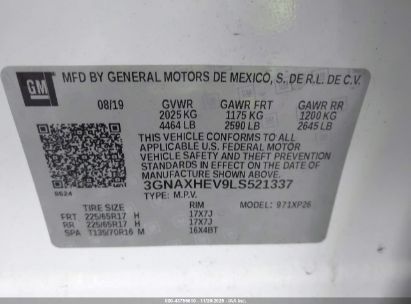 GM
MFD BY GENERAL MOTORS DE MEXICO, S. DE R.L. DE C.V.
08/19 GVWR GAWR FRT GAWR RR
2025 KG 1175 KG 1200 KG
4464 LB 2590 LB 2645 LB
THIS VEHICLE CONFORMS TO ALL
APPLICABLE U.S. FEDERAL MOTOR
VEHICLE SAFETY AND THEFT PREVENTION
STANDARDS IN EFFECT ON THE DATE OF
MANUFACTURE SHOWN ABOVE.
3GNAXHEV9LS521337
TYPE: M.P.V. MODEL: 971XP26
8624
TIRE SIZE RIM
FRT 225/65R17 H 17X7J
RR 225/65R17 H 17X7J
SPA T135/70R16 M 16X4BT